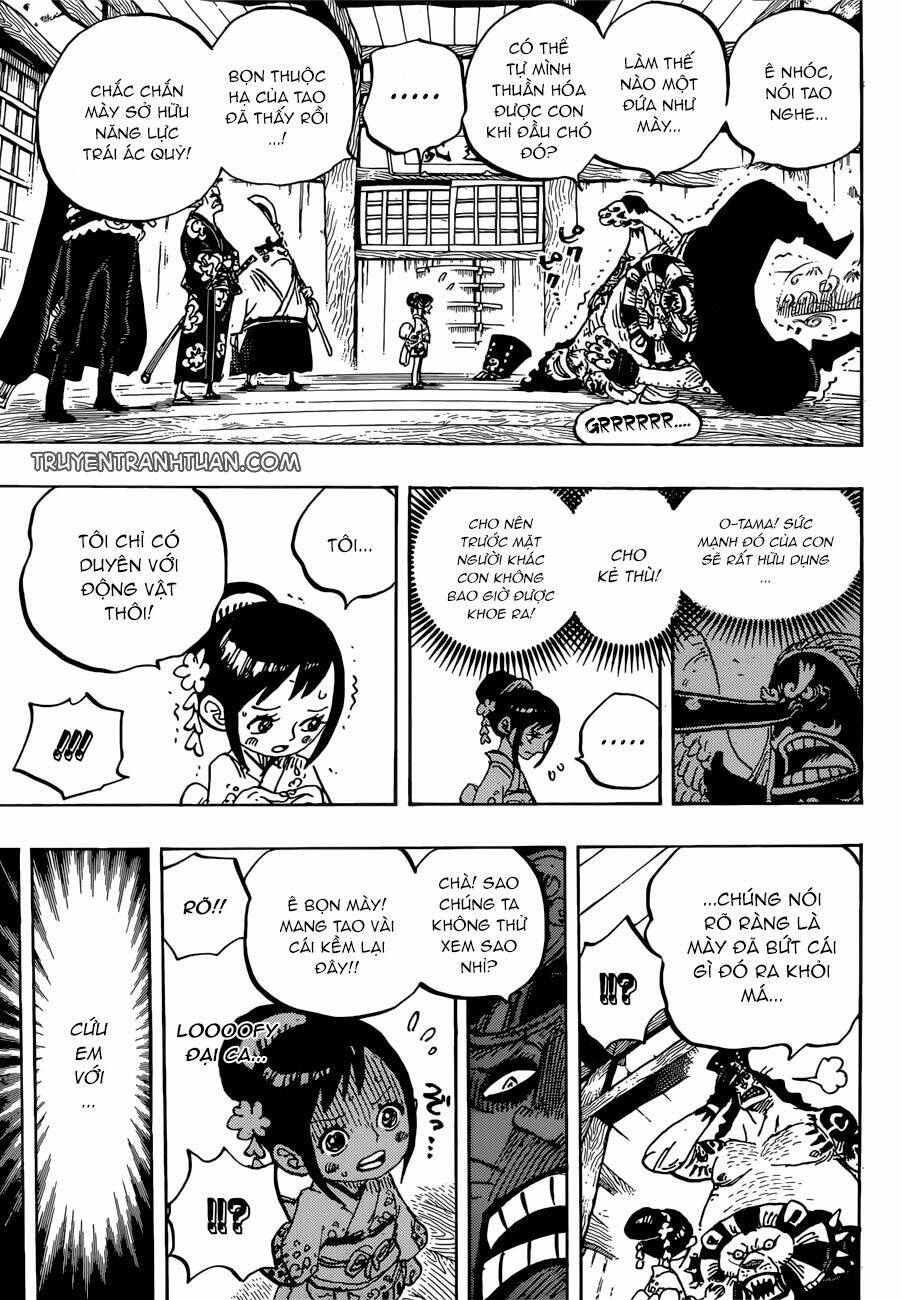 Ê NHÓC,
NÓI TAO
NGHE...
LÀM THẾ
NÀO MỘT
ĐỨA NHƯ
MÀY...
CÓ THỂ
TỰ MÌNH
THUẦN HÓA
ĐƯỢC CON
KHỈ ĐẦU CHÓ
ĐÓ?
.....
BỌN THUỘC
HẠ CỦA TAO
ĐÃ THẤY RỒI
...!
CHẮC CHẮN
MÀY SỞ HỮU
NĂNG LỰC
TRÁI ÁC QUỶ!
GRRRRRR....
TRUYENTRANHTUAN.COM
O-TAMA! SỨC
MẠNH ĐÓ CỦA CON
SẼ RẤT HỮU DỤNG
...
CHO
KẺ THÙ!
CHO NÊN
TRƯỚC MẶT
NGƯỜI KHÁC
CON KHÔNG
BAO GIỜ ĐƯỢC
KHOE RA!
.....
TÔI...
TÔI CHỈ CÓ
DUYÊN VỚI
ĐỘNG VẬT
THÔI!
!!!
...CHÚNG NÓI
RÕ RÀNG LÀ
MÀY ĐÃ BỨT CÁI
GÌ ĐÓ RA KHỎI
MÁ...
!!?
CHÀ! SAO
CHÚNG TA
KHÔNG THỬ
XEM SAO
NHỈ?
Ê BỌN MÀY!
MANG TAO VÀI
CÁI KỀM LẠI
ĐÂY!!
RÕ!!
LOOOOFY
ĐẠI CA...
!!?
CỨU
EM
VỚI
...